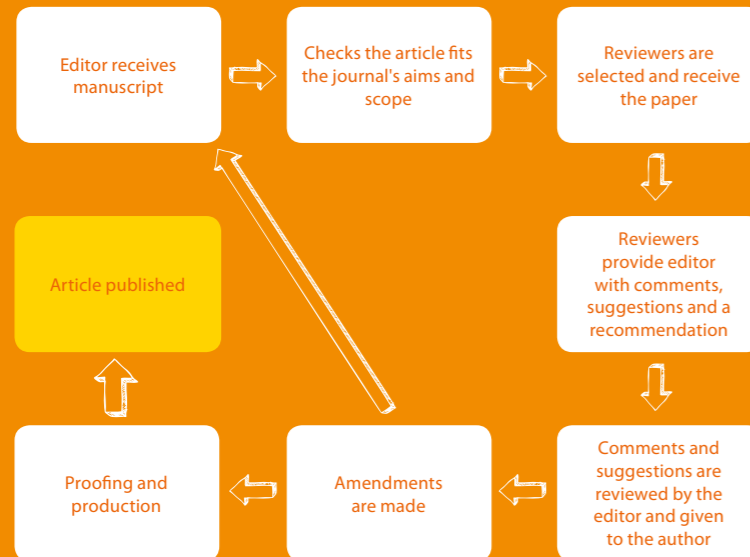 Editor receives
manuscript
Checks the article fits
the journal's aims and
scope
Reviewers are
selected and receive
the paper
Reviewers
provide editor
with comments,
suggestions and a
recommendation
Comments and
suggestions are
reviewed by the
editor and given
to the author
Amendments
are made
Proofing and
production
Article published